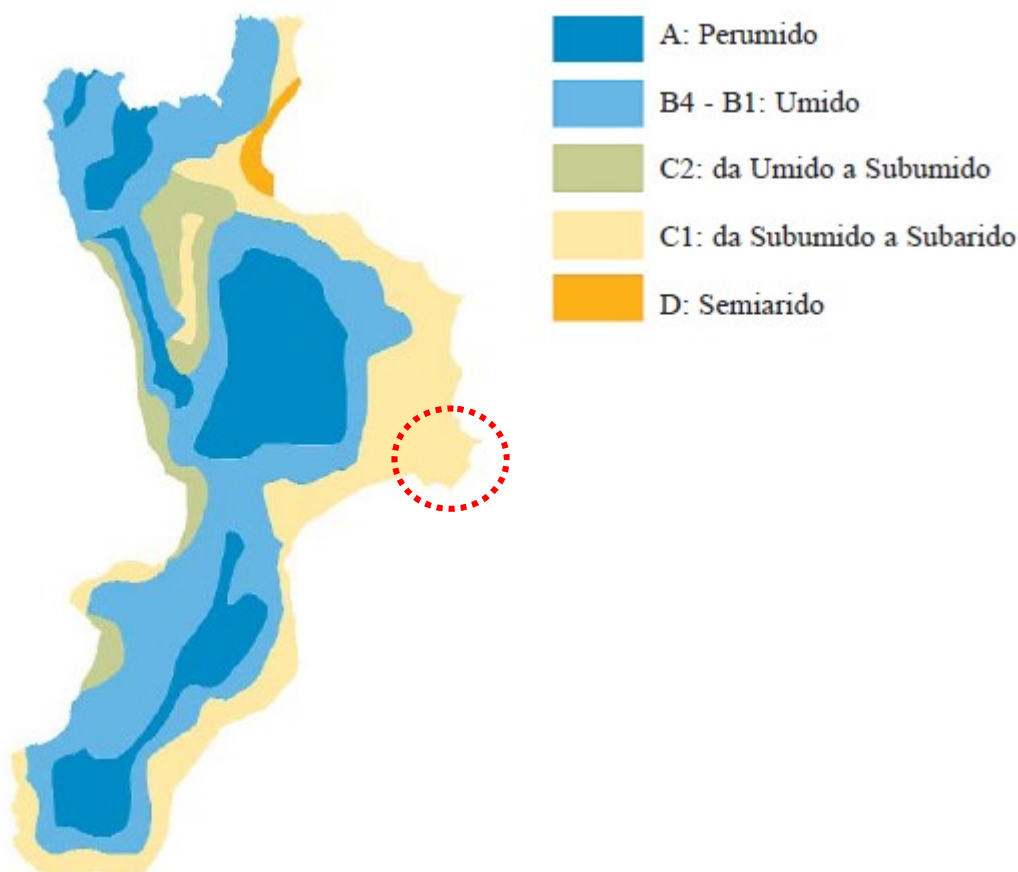 A: Perumido
B4 - B1: Umido
C2: da Umido a Subumido
C1: da Subumido a Subarido
D: Semiarido